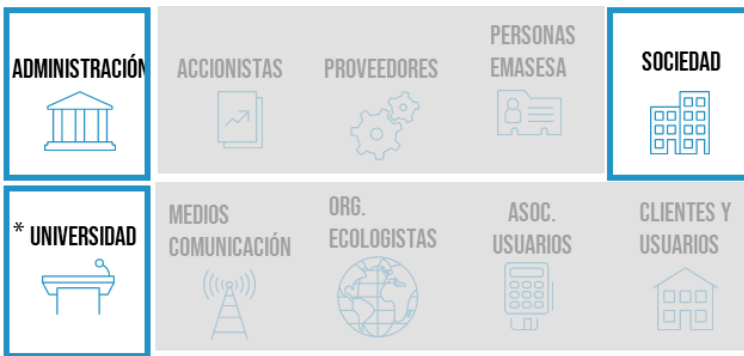 ADMINISTRACIÓN
ACCIONISTAS
PROVEEDORES
PERSONAS
EMASESA
SOCIEDAD
* UNIVERSIDAD
MEDIOS
COMUNICACIÓN
ORG.
ECOLOGISTAS
ASOC.
USUARIOS
CLIENTES Y
USUARIOS